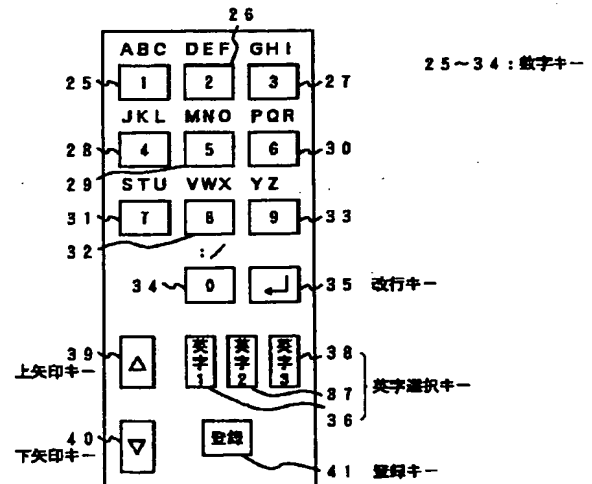 26
ABC DEF GHI
25 1 2 3 27
25~34:数字キー
JKL MNO PQR
28 4 5 6 30
29
STU VWX YZ
31 7 8 9 33
32
:/
34 0 35 改行キー
39
上矢印キー
英字1 英字2 英字3 38
37
36
英字選択キー
40
下矢印キー
登録
41 登録キー